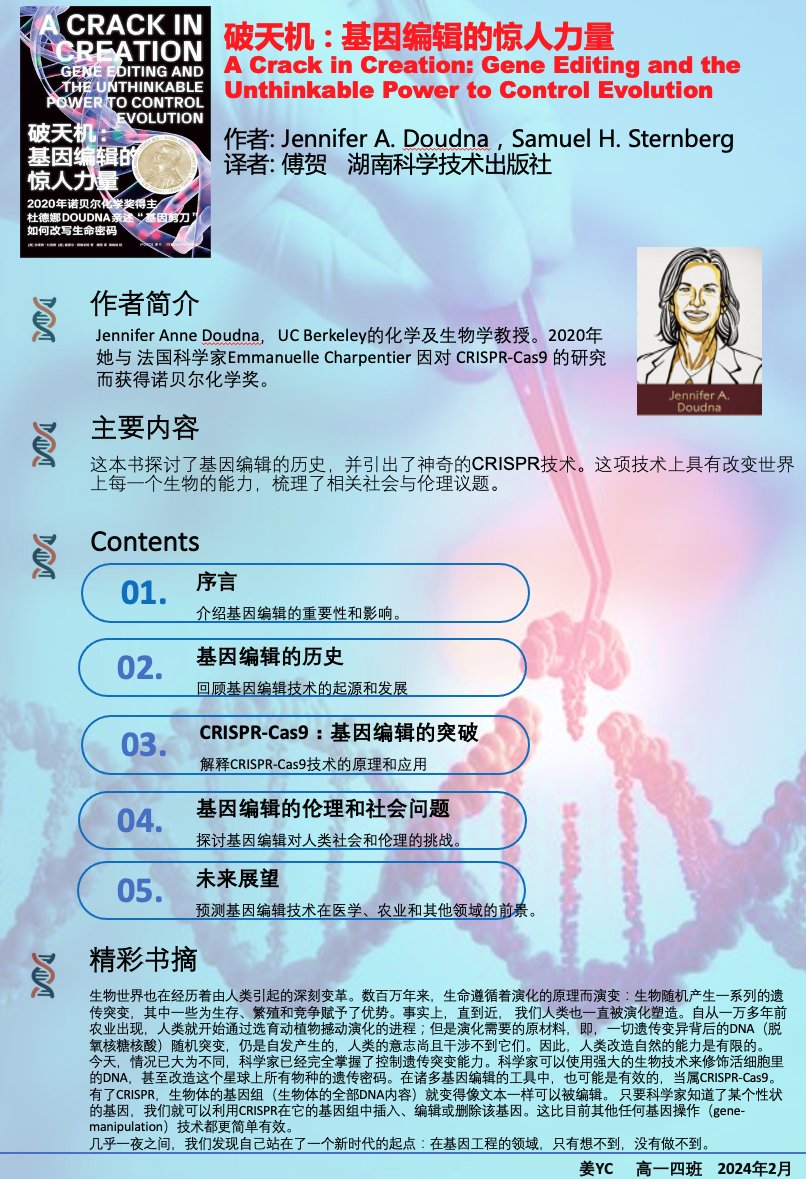 A CRACK IN
CREATION
GENE EDITING AND
THE UNTHINKABLE
POWER TO CONTROL
EVOLUTION
破天机：
基因编辑的
惊人力量
2020年诺贝尔化学奖得主
杜德娜DOUDNA亲述“基因剪刀”
如何改写生命密码
破天机：基因编辑的惊人力量
A Crack in Creation: Gene Editing and the
Unthinkable Power to Control Evolution
作者: Jennifer A. Doudna，Samuel H. Sternberg
译者: 傅贺 湖南科学技术出版社
Jennifer A.
Doudna
作者简介
Jennifer Anne Doudna，UC Berkeley的化学及生物学教授。2020年
她与 法国科学家Emmanuelle Charpentier 因对 CRISPR-Cas9 的研究
而获得诺贝尔化学奖。
主要内容
这本书探讨了基因编辑的历史，并引出了神奇的CRISPR技术。这项技术上具有改变世界
上每一个生物的能力，梳理了相关社会与伦理议题。
Contents
01.
序言
介绍基因编辑的重要性和影响。
02.
基因编辑的历史
回顾基因编辑技术的起源和发展
03.
CRISPR-Cas9：基因编辑的突破
解释CRISPR-Cas9技术的原理和应用
04.
基因编辑的伦理和社会问题
探讨基因编辑对人类社会和伦理的挑战。
05.
未来展望
预测基因编辑技术在医学、农业和其他领域的前景。
精彩书摘
生物世界也在经历着由人类引起的深刻变革。数百万年来，生命遵循着演化的原理而演变：生物随机产生一系列的遗
传突变，其中一些为生存、繁殖和竞争赋予了优势。事实上，直到近， 我们人类也一直被演化塑造。自从一万多年前
农业出现，人类就开始通过选育动植物撼动演化的进程；但是演化需要的原材料，即，一切遗传变异背后的DNA（脱
氧核糖核酸）随机突变，仍是自发产生的，人类的意志尚且干涉不到它们。因此，人类改造自然的能力是有限的。
今天，情况已大为不同，科学家已经完全掌握了控制遗传突变能力。科学家可以使用强大的生物技术来修饰活细胞里
的DNA，甚至改造这个星球上所有物种的遗传密码。在诸多基因编辑的工具中，也可能是有效的，当属CRISPR-Cas9。
有了CRISPR，生物体的基因组（生物体的全部DNA内容）就变得像文本一样可以被编辑。 只要科学家知道了某个性状
的基因，我们就可以利用CRISPR在它的基因组中插入、编辑或删除该基因。这比目前其他任何基因操作（gene-
manipulation）技术都更简单有效。
几乎一夜之间，我们发现自己站在了一个新时代的起点：在基因工程的领域，只有想不到，没有做不到。
姜YC 高一四班 2024年2月